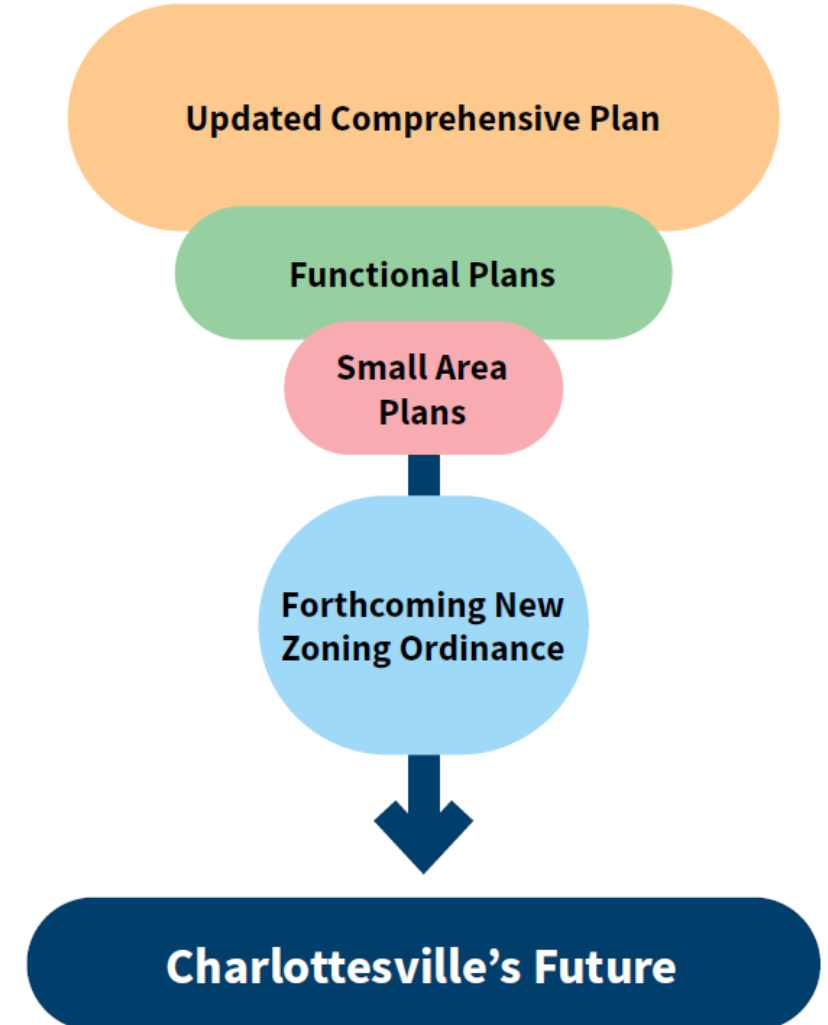 Updated Comprehensive Plan
Functional Plans
Small Area
Plans
Forthcoming New
Zoning Ordinance
Charlottesville’s Future